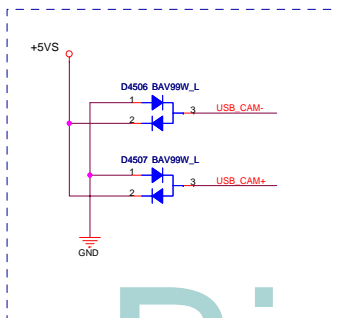 +5VS
D4506 BAV99W_L
1
3
USB_CAM-
2
D4507 BAV99W_L
1
3
USB_CAM+
2
GND